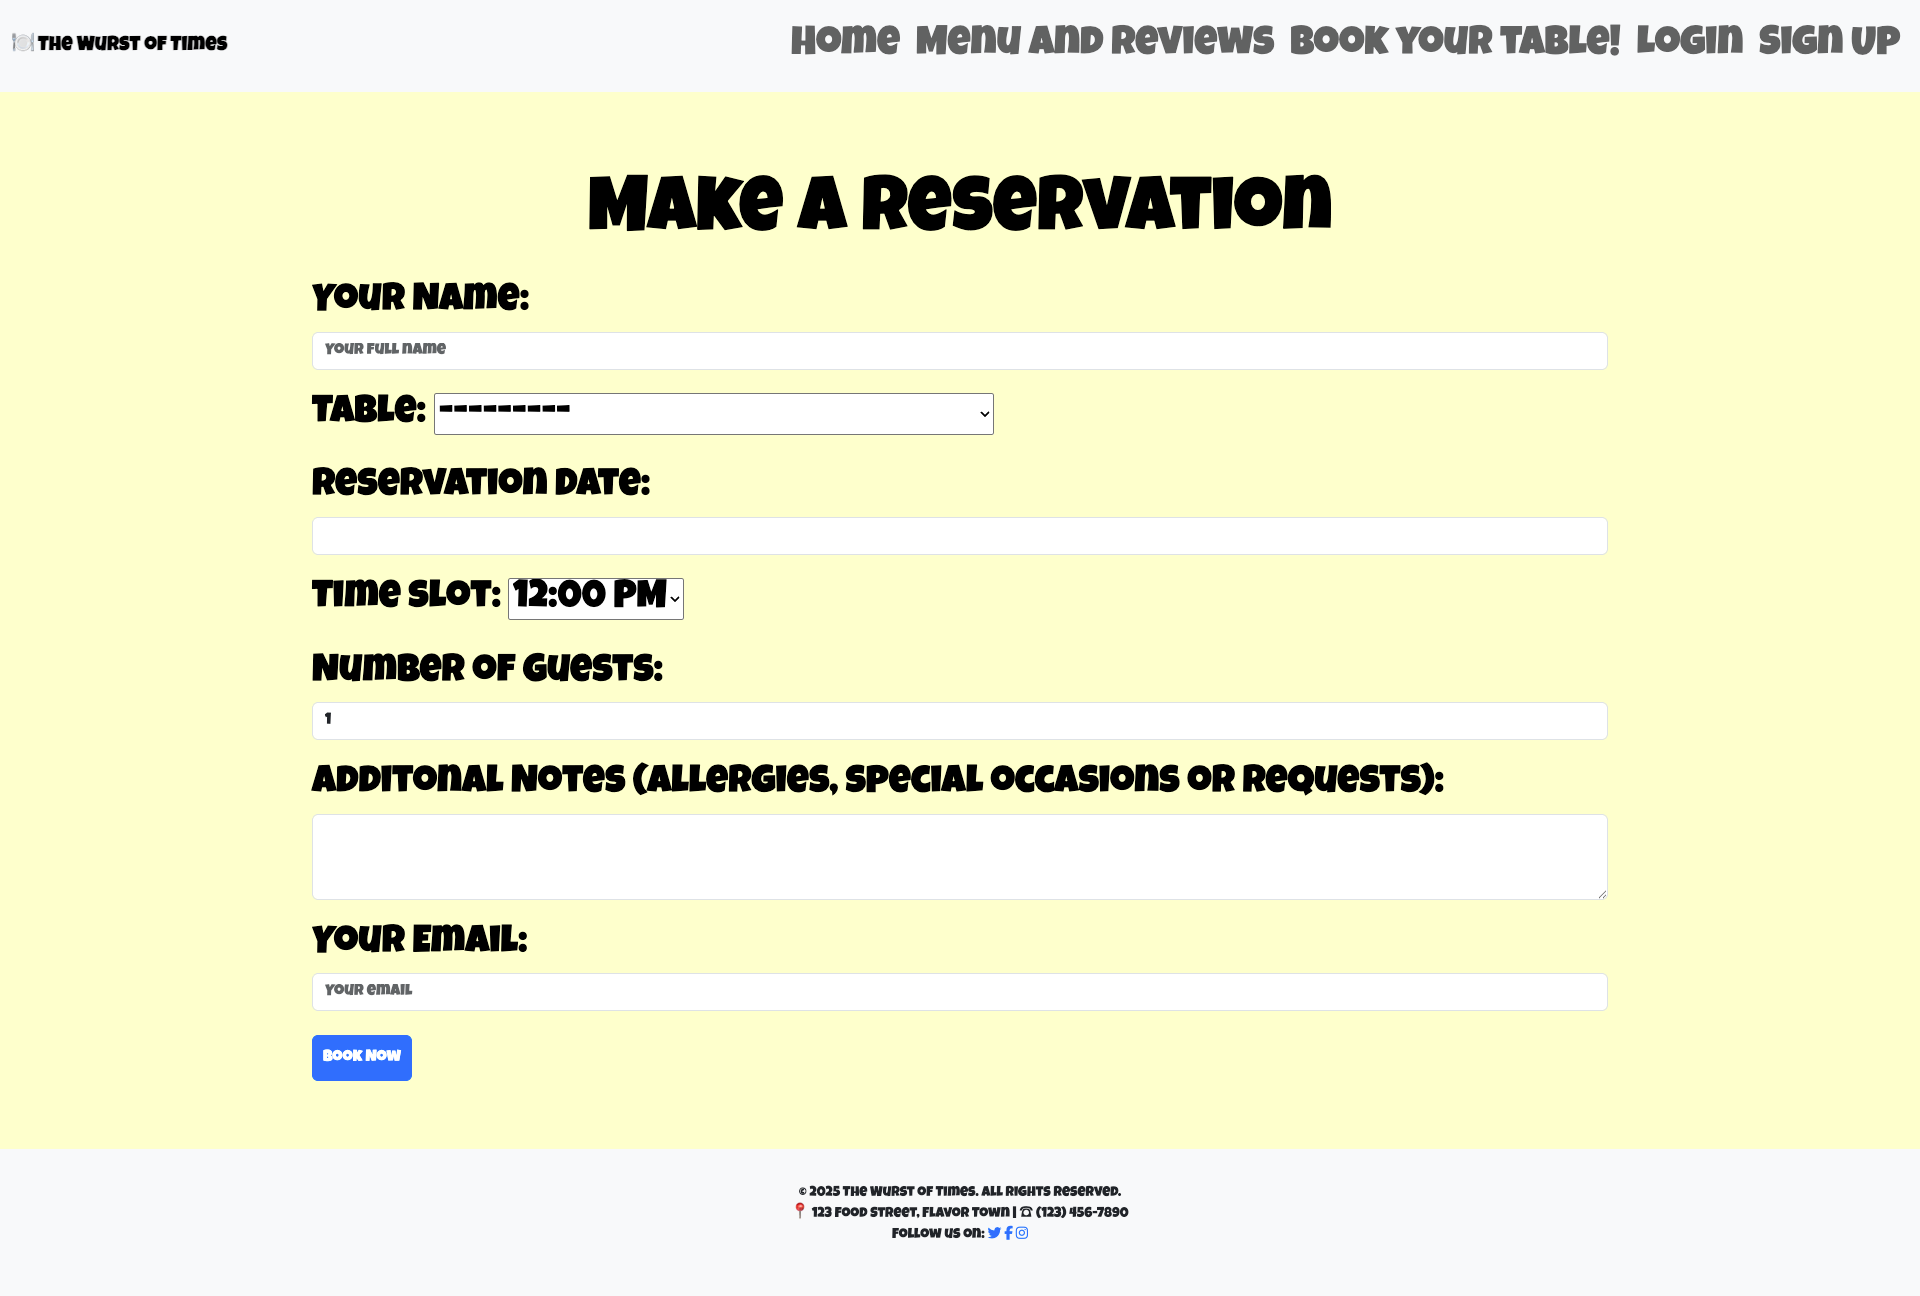 🍽️ The Wurst of Times
Home Menu and Reviews Book Your Table! Login Sign Up
Make a Reservation
Your Name:
Your full name
Table: ---------
Reservation Date:
Time Slot: 12:00 PM
Number of Guests:
1
Additonal Notes (Allergies, Special Occasions or Requests):
Your Email:
Your email
Book Now
© 2025 The Wurst of Times. All Rights Reserved.
📍 123 Food Street, Flavor Town | ☎ (123) 456-7890
Follow us on: